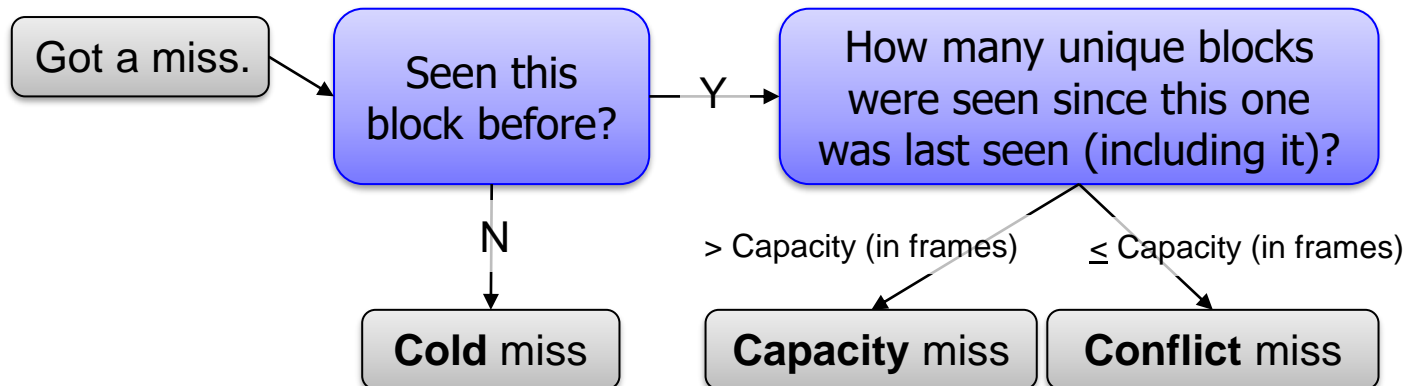 Got a miss.
Seen this
block before?
Y
How many unique blocks
were seen since this one
was last seen (including it)?
N
> Capacity (in frames)
≤ Capacity (in frames)
Cold miss
Capacity miss
Conflict miss